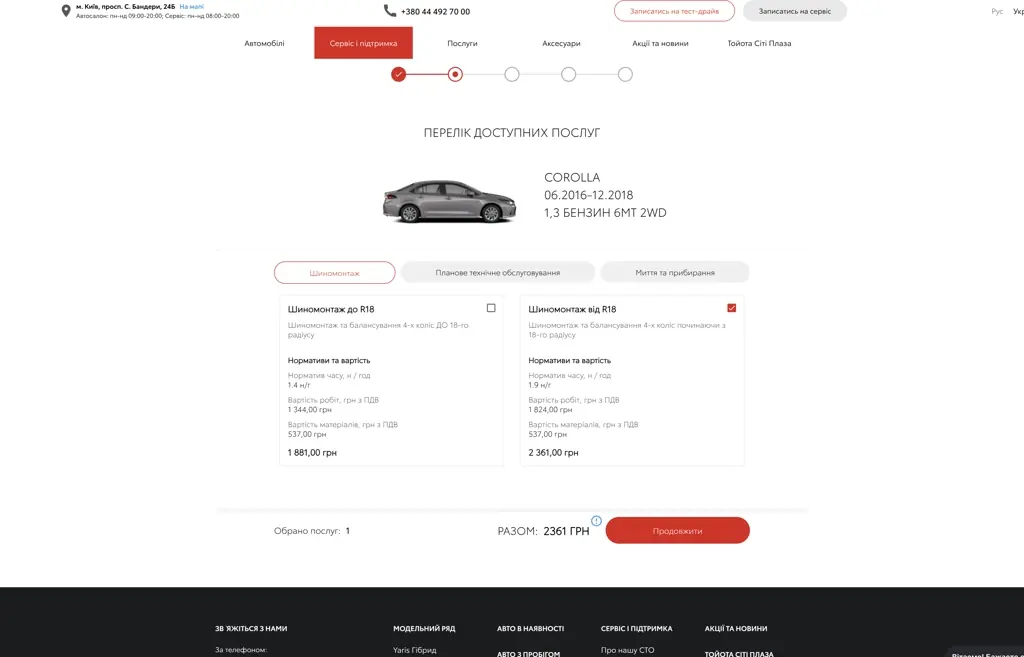 м. Київ, просп. С. Бандери, 24Б На мапі
Автосалон: пн-нд 09:00-20:00; Сервіс: пн-нд 08:00-20:00
+380 44 492 70 00
Записатись на тест-драйв
Записатись на сервіс
Рус Укр
Автомобілі
Сервіс і підтримка
Послуги
Аксесуари
Акції та новини
Тойота Сіті Плаза
ПЕРЕЛІК ДОСТУПНИХ ПОСЛУГ
COROLLA
06.2016–12.2018
1,3 БЕНЗИН 6МТ 2WD
Шиномонтаж
Планове технічне обслуговування
Миття та прибирання
Шиномонтаж до R18
Шиномонтаж та балансування 4-х коліс ДО 18-го
радіусу
Нормативи та вартість
Норматив часу, н / год
1.4 н/г
Вартість робіт, грн з ПДВ
1 344,00 грн
Вартість матеріалів, грн з ПДВ
537,00 грн
1 881,00 грн
Шиномонтаж від R18
Шиномонтаж та балансування 4-х коліс починаючи з
18-го радіусу
Нормативи та вартість
Норматив часу, н / год
1.9 н/г
Вартість робіт, грн з ПДВ
1 824,00 грн
Вартість матеріалів, грн з ПДВ
537,00 грн
2 361,00 грн
Обрано послуг: 1
РАЗОМ: 2361 ГРН
Продовжити
ЗВ'ЯЖІТЬСЯ З НАМИ
За телефоном:
МОДЕЛЬНИЙ РЯД
Yaris Гібрид
АВТО В НАЯВНОСТІ
АВТО З ПРОБІГОМ
СЕРВІС І ПІДТРИМКА
Про нашу СТО
АКЦІЇ ТА НОВИНИ
ТОЙОТА СІТІ ПЛАЗА